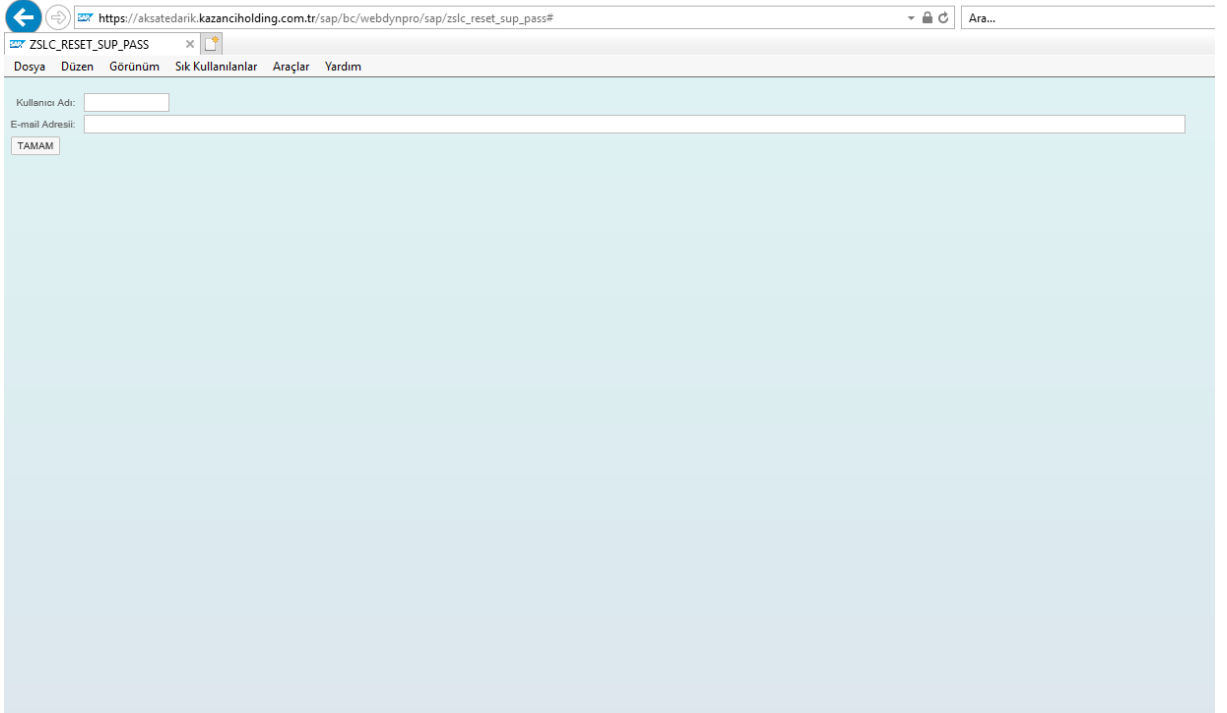 https://aksatedarik.kazanciholding.com.tr/sap/bc/webdynpro/sap/zslc_reset_sup_pass# Ara...
SAP ZSLC_RESET_SUP_PASS
Dosya Düzen Görünüm Sık Kullanılanlar Araçlar Yardım
Kullanıcı Adı:
E-mail Adresii:
TAMAM